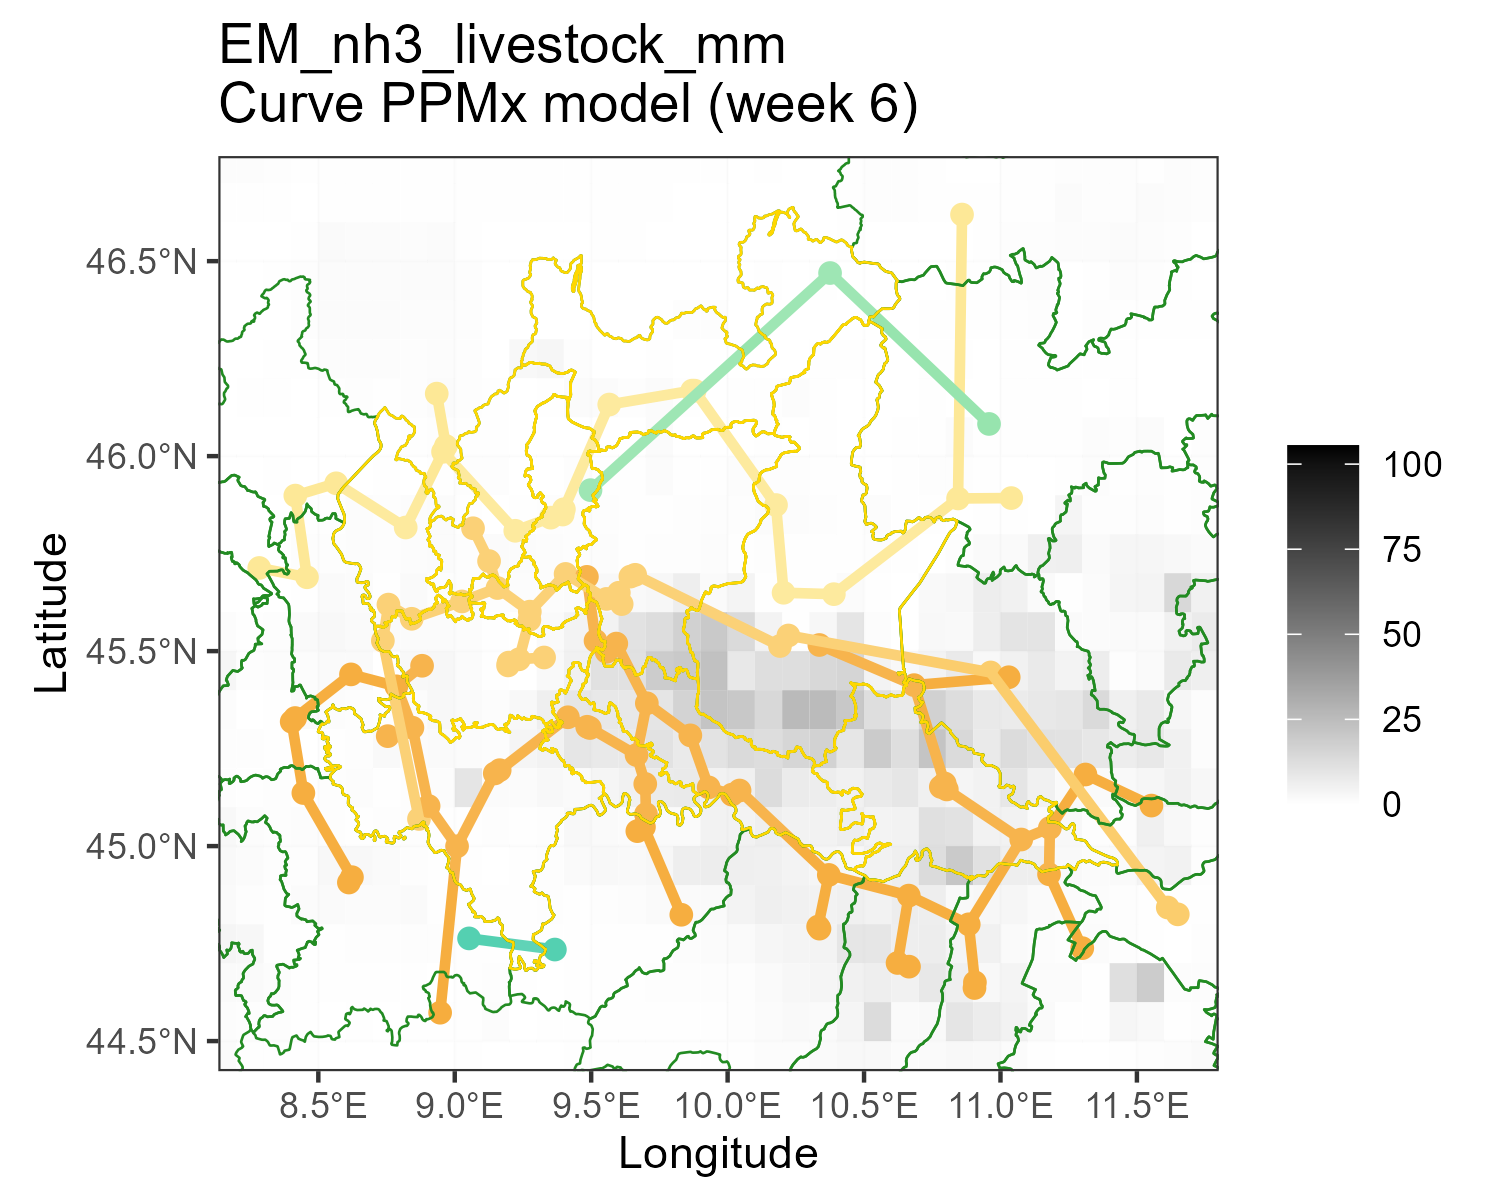 EM_nh3_livestock_mm
Curve PPMx model (week 6)
46.5°N
46.0°N
45.5°N
45.0°N
44.5°N
Latitude
8.5°E 9.0°E 9.5°E 10.0°E 10.5°E 11.0°E 11.5°E
Longitude
100
75
50
25
0